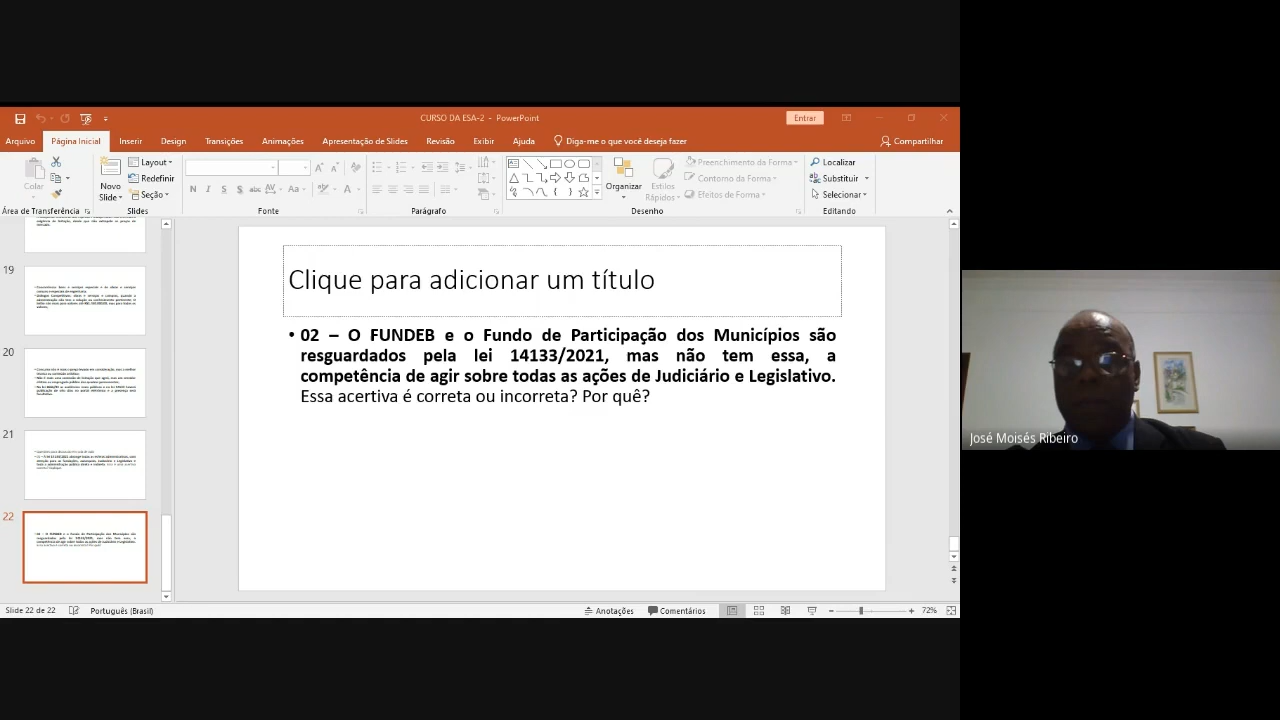 CURSO DA ESA-2 - PowerPoint
Entrar
Arquivo Página Inicial Inserir Design Transições Animações Apresentação de Slides Revisão Exibir Ajuda Diga-me o que você deseja fazer Compartilhar
Colar
Novo Slide
Layout
Redefinir
Seção
N I S S abc AV Aa A
Organizar
Estilos Rápidos
Preenchimento da Forma
Contorno da Forma
Efeitos de Forma
Localizar
Substituir
Selecionar
Área de Transferência Slides Fonte Parágrafo Desenho Editando
19
20
21
22
Clique para adicionar um título
• 02 – O FUNDEB e o Fundo de Participação dos Municípios são
resguardados pela lei 14133/2021, mas não tem essa, a
competência de agir sobre todas as ações de Judiciário e Legislativo.
Essa acertiva é correta ou incorreta? Por quê?
José Moisés Ribeiro
Slide 22 de 22 Português (Brasil) Anotações Comentários 72%